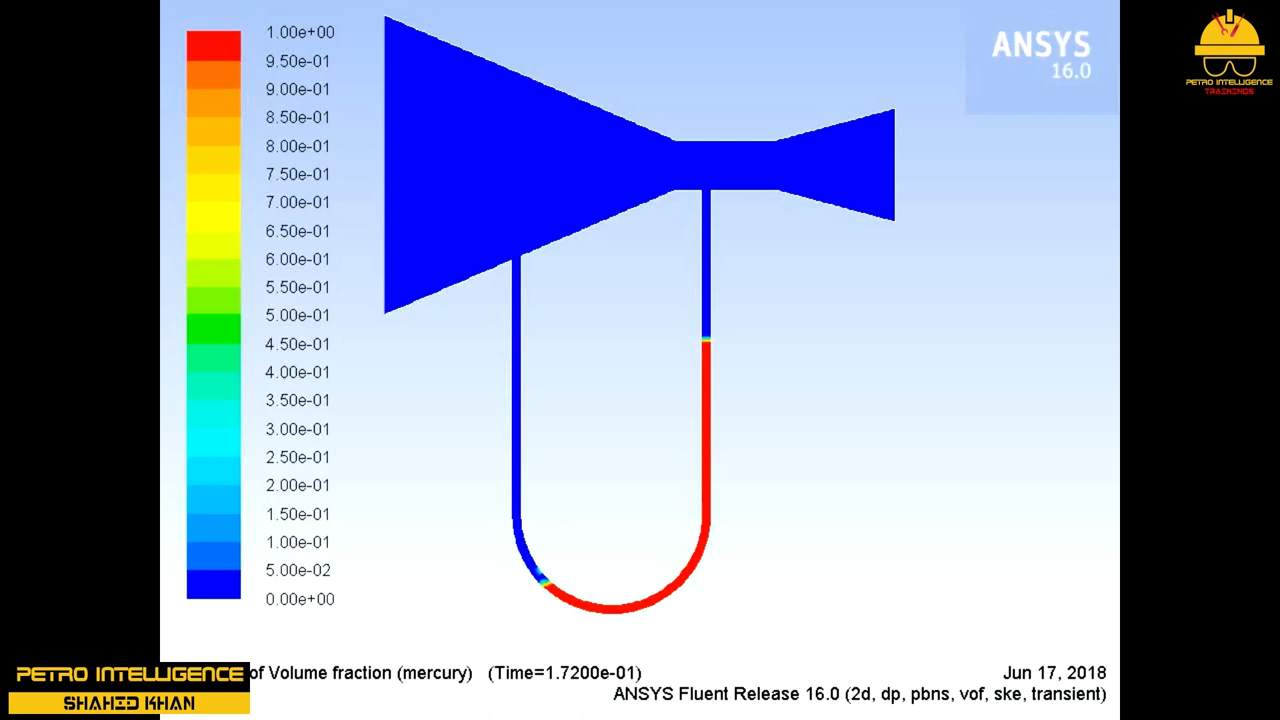 1.00e+00
9.50e-01
9.00e-01
8.50e-01
8.00e-01
7.50e-01
7.00e-01
6.50e-01
6.00e-01
5.50e-01
5.00e-01
4.50e-01
4.00e-01
3.50e-01
3.00e-01
2.50e-01
2.00e-01
1.50e-01
1.00e-01
5.00e-02
0.00e+00
ANSYS
16.0
PETRO INTELLIGENCE
TRAININGS
PETRO INTELLIGENCE
SHAHID KHAN
of Volume fraction (mercury) (Time=1.7200e-01)
Jun 17, 2018
ANSYS Fluent Release 16.0 (2d, dp, pbns, vof, ske, transient)